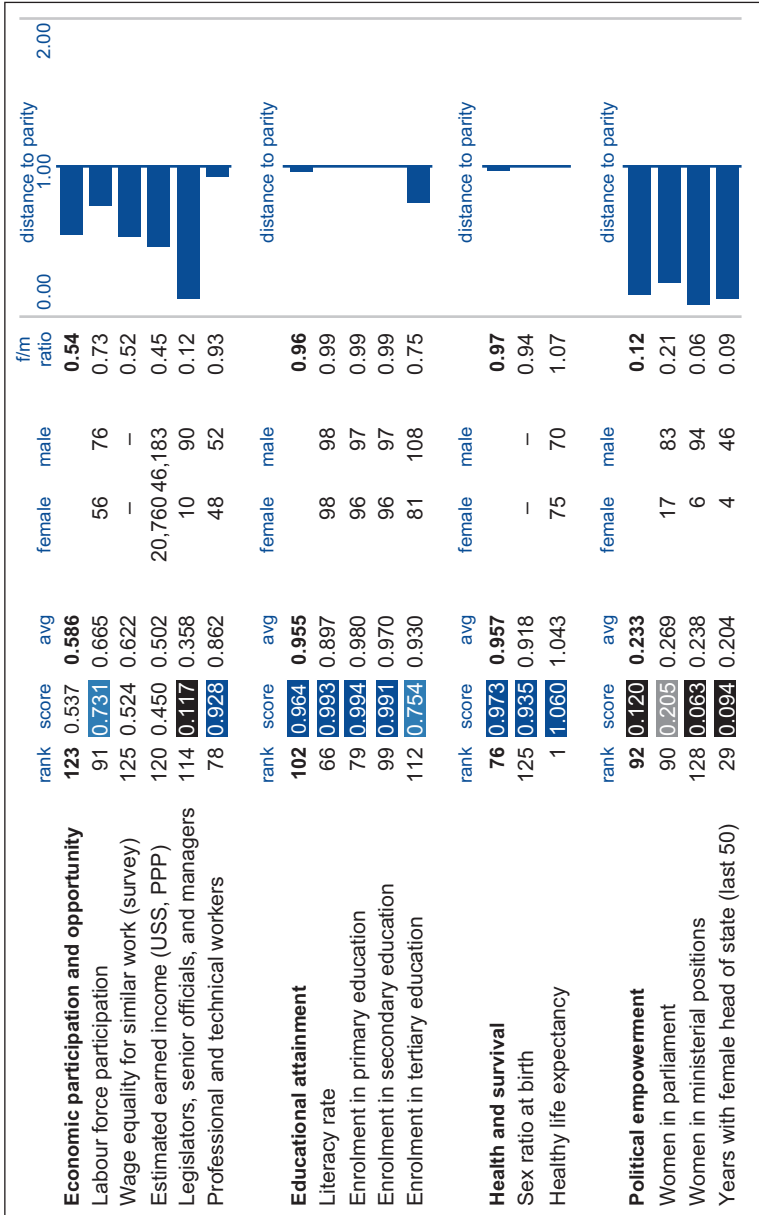 rank score avg female male f/m ratio distance to parity
0.00 1.00 2.00
Economic participation and opportunity 123 0.537 0.586 0.54
Labour force participation 91 0.731 0.665 56 76 0.73
Wage equality for similar work (survey) 125 0.524 0.622 – – 0.52
Estimated earned income (USS, PPP) 120 0.450 0.502 20,760 46,183 0.45
Legislators, senior officials, and managers 114 0.117 0.358 10 90 0.12
Professional and technical workers 78 0.928 0.862 48 52 0.93
rank score avg female male distance to parity
Educational attainment 102 0.964 0.955 0.96
Literacy rate 66 0.993 0.897 98 98 0.99
Enrolment in primary education 79 0.994 0.980 96 97 0.99
Enrolment in secondary education 99 0.991 0.970 96 97 0.99
Enrolment in tertiary education 112 0.754 0.930 81 108 0.75
rank score avg female male distance to parity
Health and survival 76 0.973 0.957 0.97
Sex ratio at birth 125 0.935 0.918 – – 0.94
Healthy life expectancy 1 1.060 1.043 75 70 1.07
rank score avg female male distance to parity
Political empowerment 92 0.120 0.233 0.12
Women in parliament 90 0.205 0.269 17 83 0.21
Women in ministerial positions 128 0.063 0.238 6 94 0.06
Years with female head of state (last 50) 29 0.094 0.204 4 46 0.09